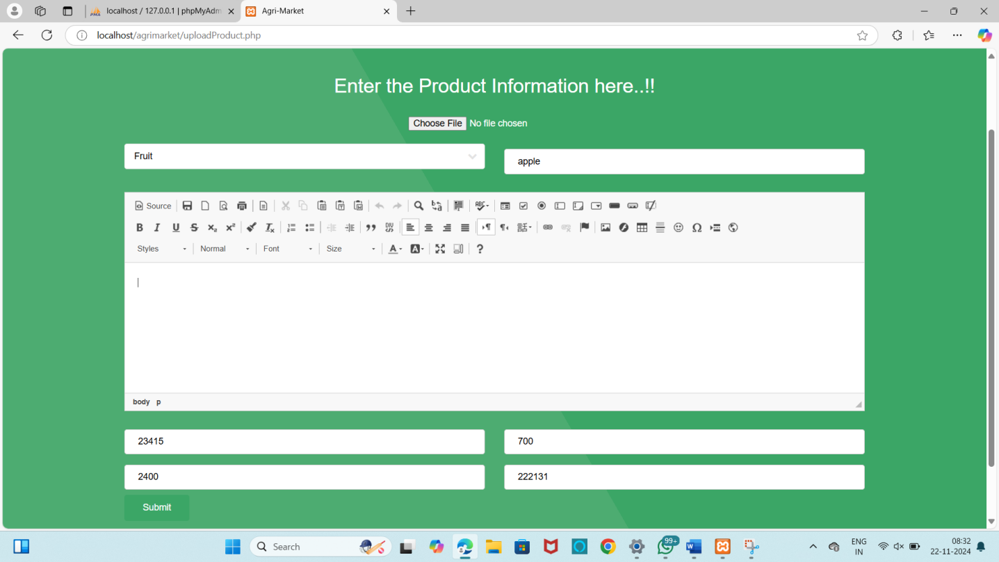 localhost / 127.0.0.1 | phpMyAdm
Agri-Market
localhost/agrimarket/uploadProduct.php
Enter the Product Information here..!!
Choose File No file chosen
Fruit
apple
Source
Styles Normal Font Size
body p
23415
700
2400
222131
Submit
Search
99+
ENG
IN
08:32
22-11-2024